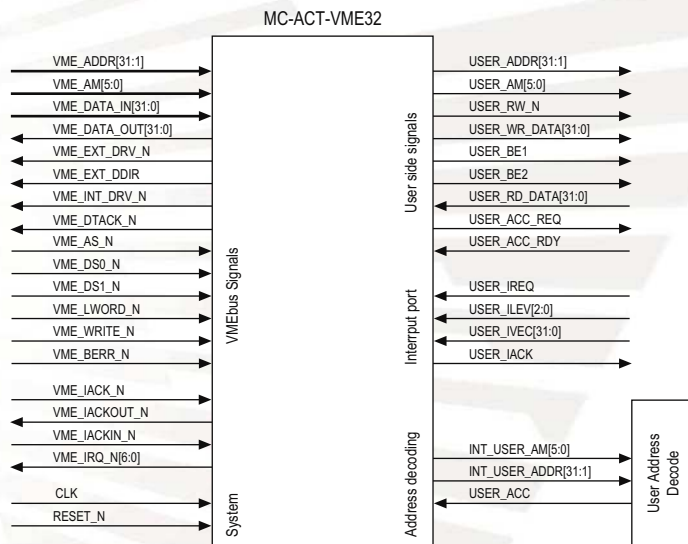 MC-ACT-VME32
VME_ADDR[31:1]
VME_AM[5:0]
VME_DATA_IN[31:0]
VME_DATA_OUT[31:0]
VME_EXT_DRV_N
VME_EXT_DDIR
VME_INT_DRV_N
VME_DTACK_N
VME_AS_N
VME_DS0_N
VME_DS1_N
VME_LWORD_N
VME_WRITE_N
VME_BERR_N
VME_IACK_N
VME_IACKOUT_N
VME_IACKIN_N
VME_IRQ_N[6:0]
CLK
RESET_N
VMEbus Signals
System
User side signals
Interrput port
Address decoding
USER_ADDR[31:1]
USER_AM[5:0]
USER_RW_N
USER_WR_DATA[31:0]
USER_BE1
USER_BE2
USER_RD_DATA[31:0]
USER_ACC_REQ
USER_ACC_RDY
USER_IREQ
USER_ILEV[2:0]
USER_IVEC[31:0]
USER_IACK
INT_USER_AM[5:0]
INT_USER_ADDR[31:1]
USER_ACC
User Address
Decode